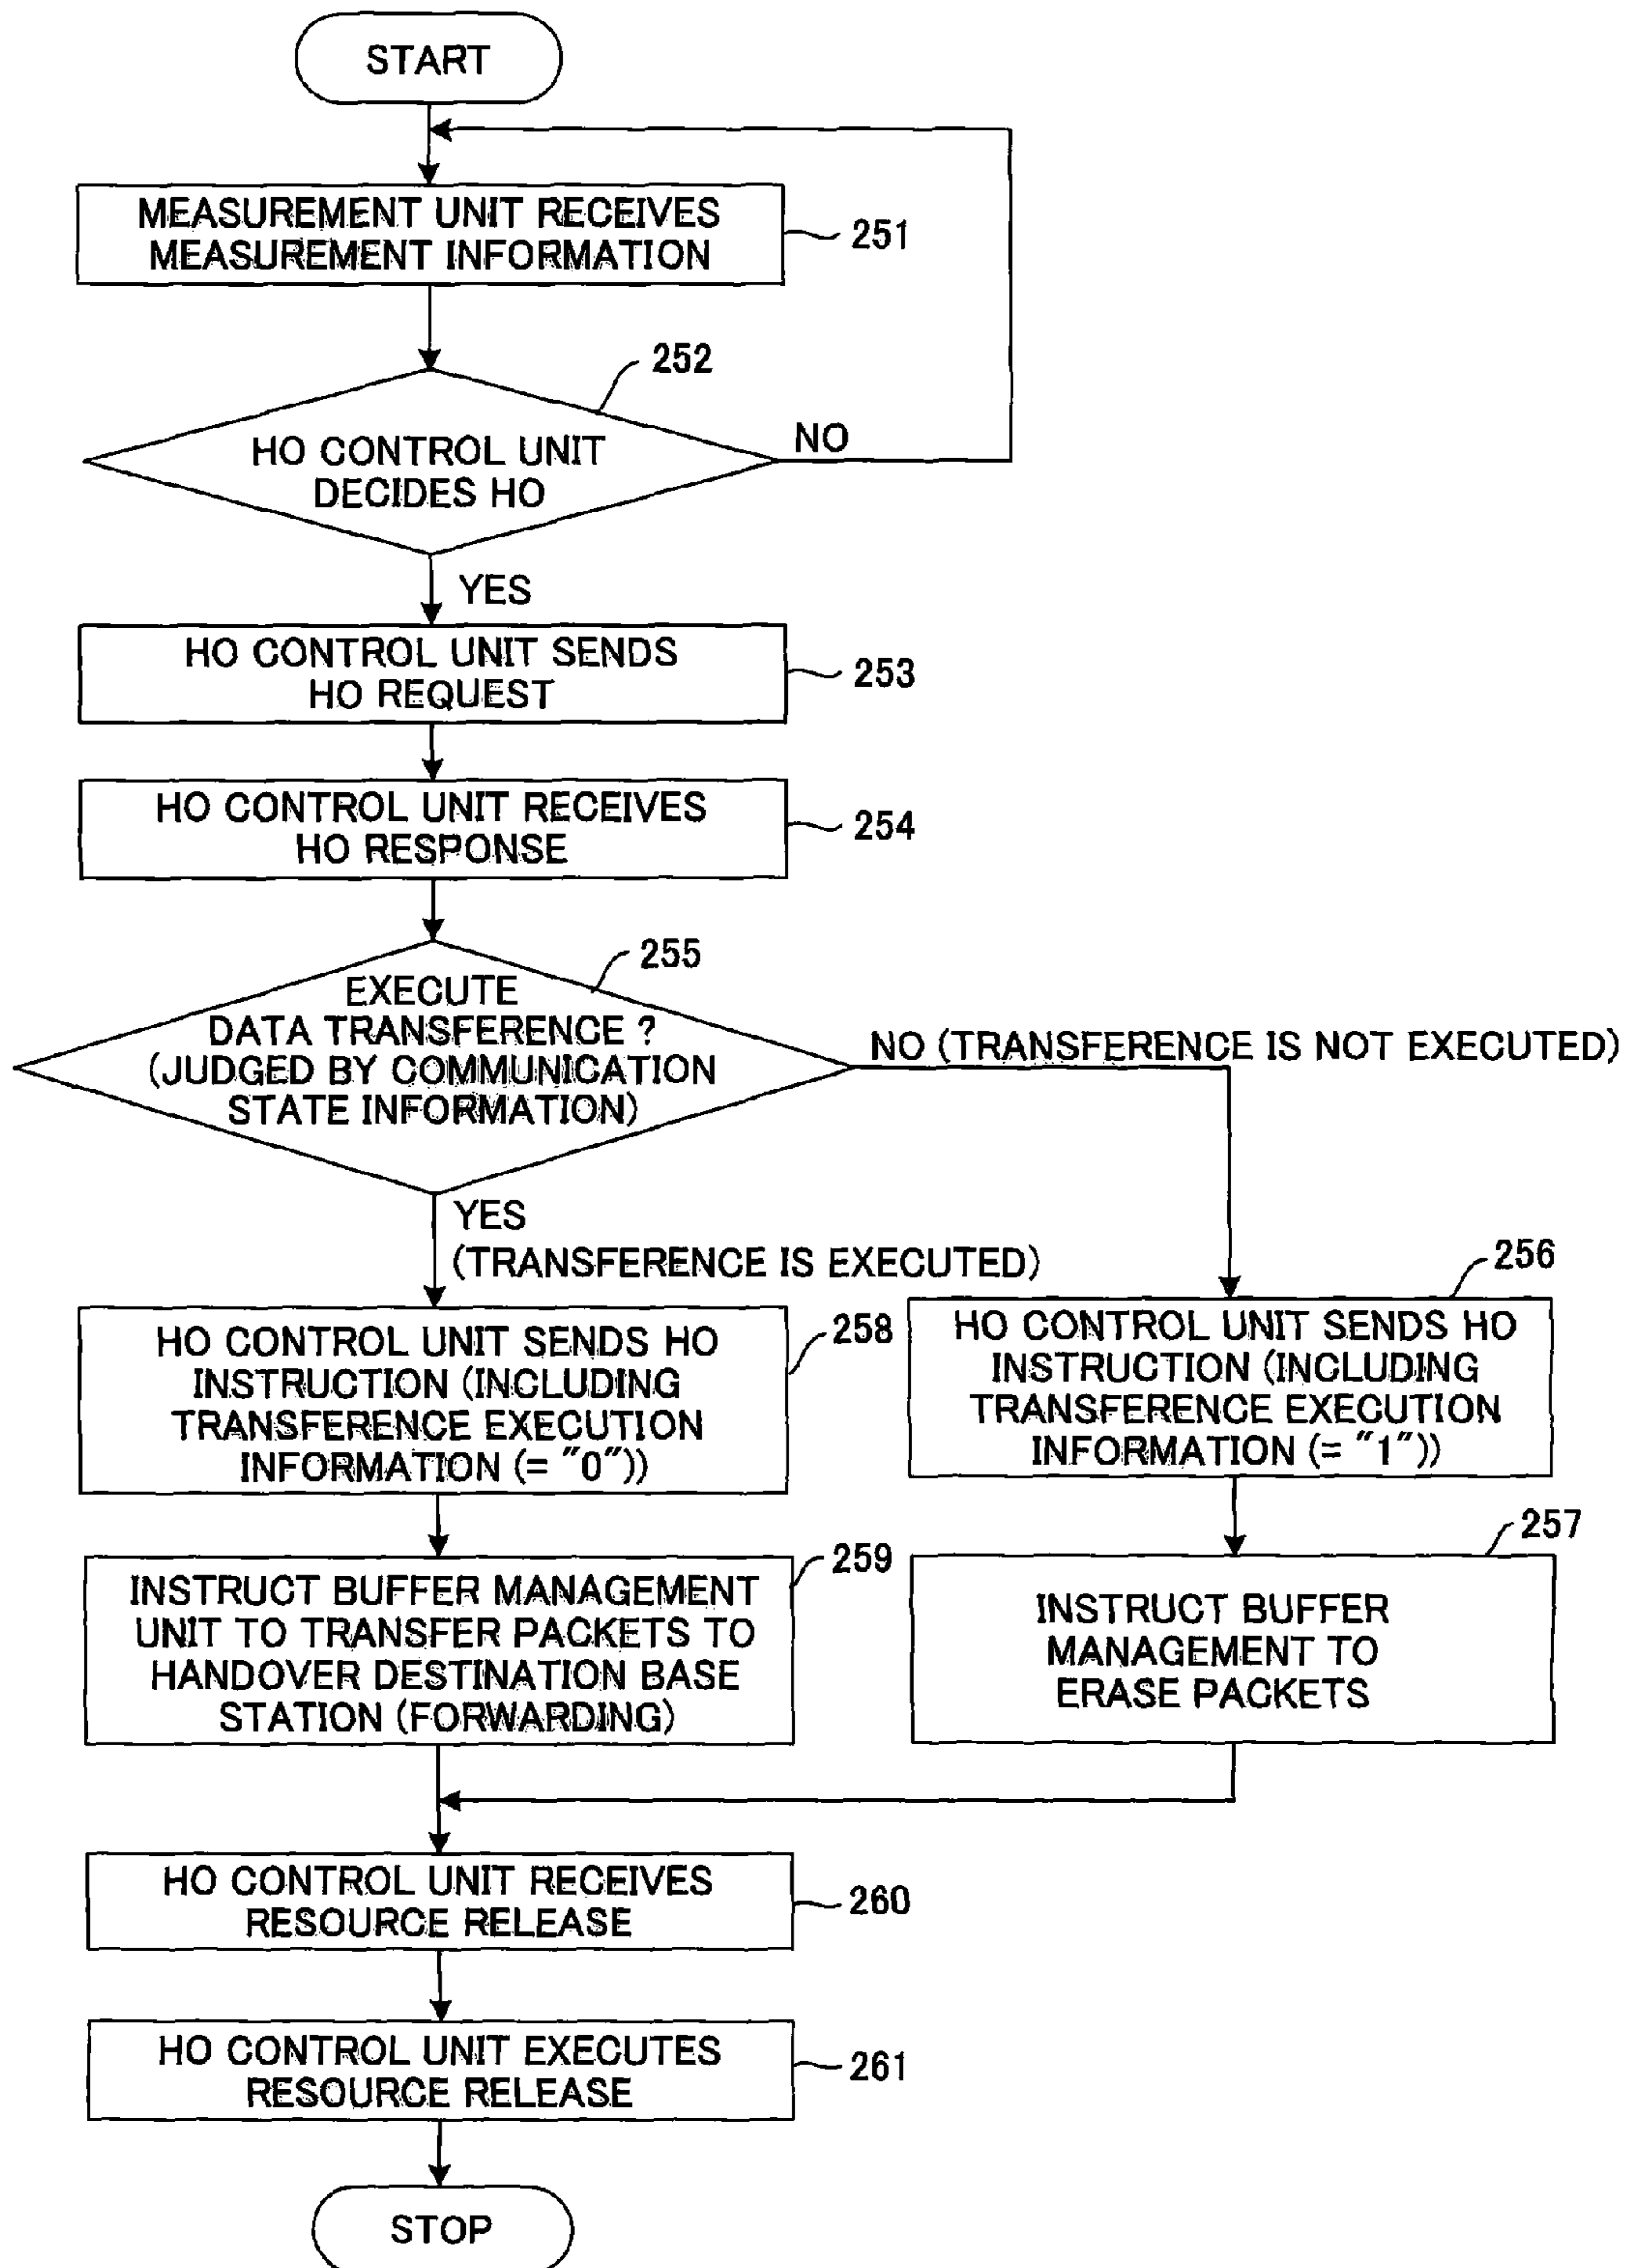 START
MEASUREMENT UNIT RECEIVES
MEASUREMENT INFORMATION
251
252
HO CONTROL UNIT
DECIDES HO
NO
YES
HO CONTROL UNIT SENDS
HO REQUEST
253
HO CONTROL UNIT RECEIVES
HO RESPONSE
254
255
EXECUTE
DATA TRANSFERENCE ?
(JUDGED BY COMMUNICATION
STATE INFORMATION)
NO (TRANSFERENCE IS NOT EXECUTED)
YES
(TRANSFERENCE IS EXECUTED)
258
HO CONTROL UNIT SENDS HO
INSTRUCTION (INCLUDING
TRANSFERENCE EXECUTION
INFORMATION (= "0"))
256
HO CONTROL UNIT SENDS HO
INSTRUCTION (INCLUDING
TRANSFERENCE EXECUTION
INFORMATION (= "1"))
259
INSTRUCT BUFFER MANAGEMENT
UNIT TO TRANSFER PACKETS TO
HANDOVER DESTINATION BASE
STATION (FORWARDING)
257
INSTRUCT BUFFER
MANAGEMENT TO
ERASE PACKETS
HO CONTROL UNIT RECEIVES
RESOURCE RELEASE
260
HO CONTROL UNIT EXECUTES
RESOURCE RELEASE
261
STOP